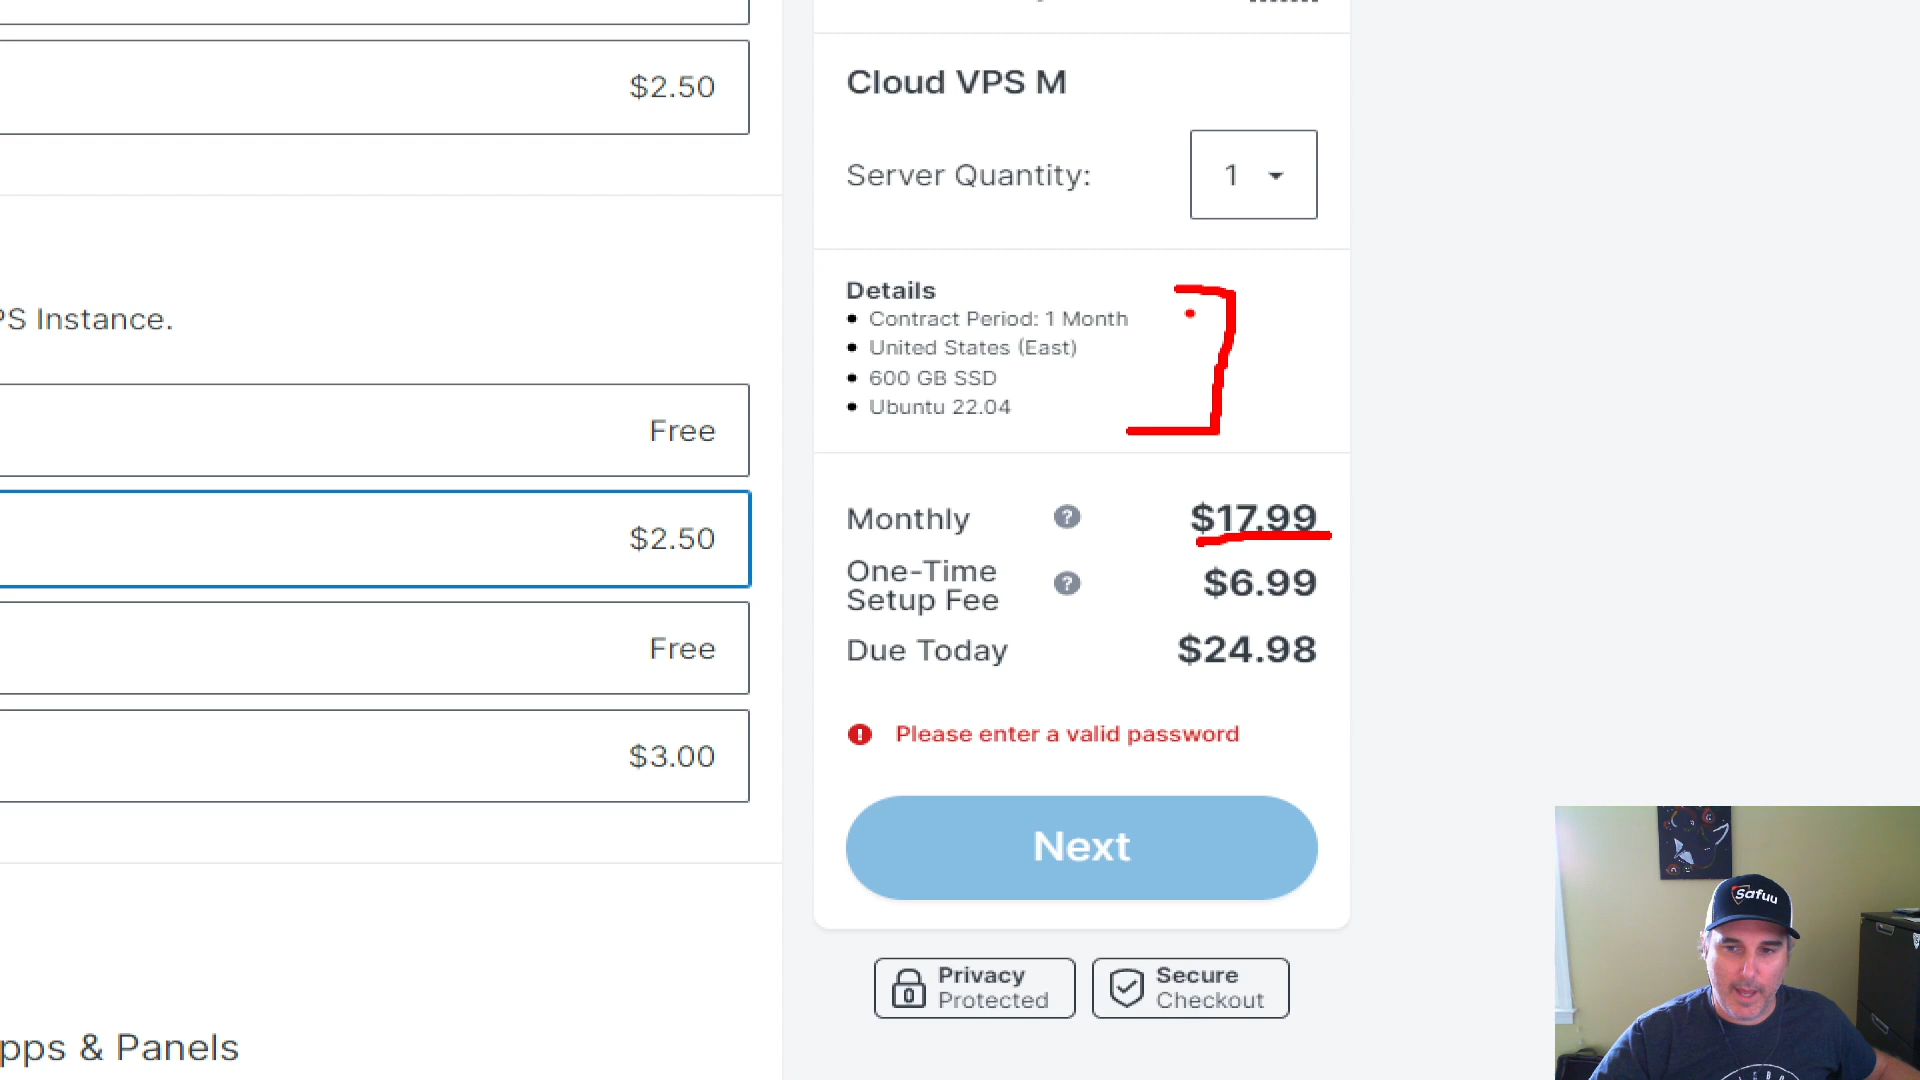 $2.50
PS Instance.
Free
$2.50
Free
$3.00
pps & Panels
Cloud VPS M
Server Quantity:
1
Details
• Contract Period: 1 Month
• United States (East)
• 600 GB SSD
• Ubuntu 22.04
Monthly ? $17.99
One-Time
Setup Fee ? $6.99
Due Today $24.98
! Please enter a valid password
Next
Privacy
Protected
Secure
Checkout
Safuu